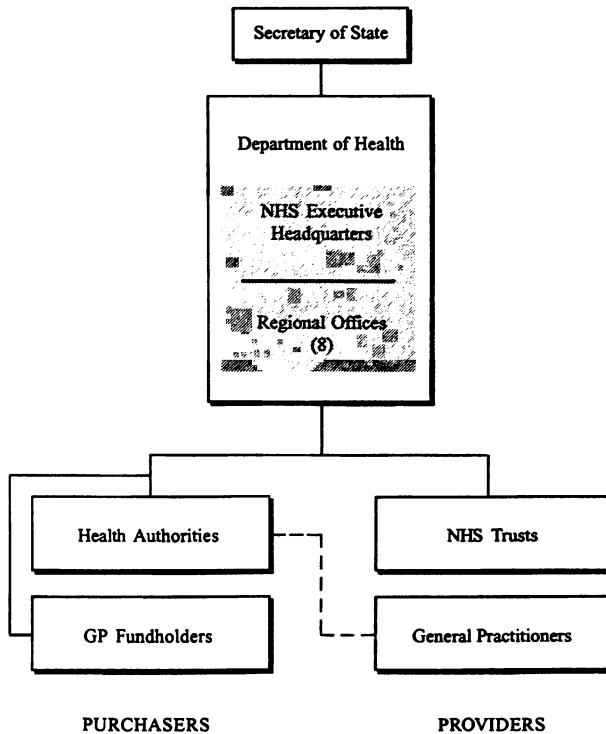 Secretary of State
Department of Health
NHS Executive
Headquarters
Regional Offices
(8)
Health Authorities
NHS Trusts
GP Fundholders
General Practitioners
PURCHASERS
PROVIDERS